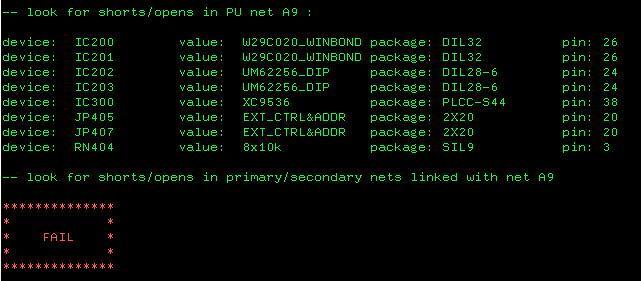 -- look for shorts/opens in PU net A9 :
device:  IC200          value:  W29C020_WINBOND package: DIL32          pin: 26
device:  IC201          value:  W29C020_WINBOND package: DIL32          pin: 26
device:  IC202          value:  UM62256_DIP     package: DIL28-6        pin: 24
device:  IC203          value:  UM62256_DIP     package: DIL28-6        pin: 24
device:  IC300          value:  XC9536          package: PLCC-S44       pin: 38
device:  JP405          value:  EXT_CTRL&ADDR   package: 2X20           pin: 20
device:  JP407          value:  EXT_CTRL&ADDR   package: 2X20           pin: 20
device:  RN404          value:  8x10k           package: SIL9           pin: 3
-- look for shorts/opens in primary/secondary nets linked with net A9
**************
*            *
*    FAIL    *
*            *
**************